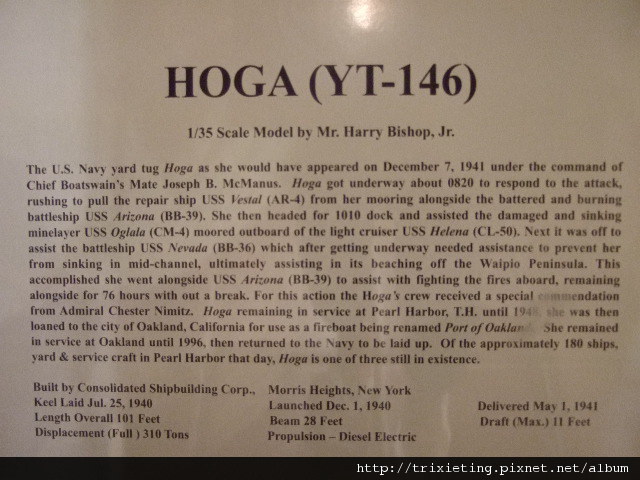 HOGA (YT-146)
1/35 Scale Model by Mr. Harry Bishop, Jr.
The U.S. Navy yard tug Hoga as she would have appeared on December 7, 1941 under the command of
Chief Boatswain's Mate Joseph B. McManus. Hoga got underway about 0820 to respond to the attack,
rushing to pull the repair ship USS Vestal (AR-4) from her mooring alongside the battered and burning
battleship USS Arizona (BB-39). She then headed for 1010 dock and assisted the damaged and sinking
minelayer USS Oglala (CM-4) moored outboard of the light cruiser USS Helena (CL-50). Next it was off to
assist the battleship USS Nevada (BB-36) which after getting underway needed assistance to prevent her
from sinking in mid-channel, ultimately assisting in its beaching off the Waipio Peninsula. This
accomplished she went alongside USS Arizona (BB-39) to assist with fighting the fires aboard, remaining
alongside for 76 hours with out a break. For this action the Hoga's crew received a special commendation
from Admiral Chester Nimitz. Hoga remaining in service at Pearl Harbor, T.H. until she was then
loaned to the city of Oakland, California for use as a fireboat being renamed Port of Oakland. She remained
in service at Oakland until 1996, then returned to the Navy to be laid up. Of the approximately 180 ships,
yard & service craft in Pearl Harbor that day, Hoga is one of three still in existence.
Built by Consolidated Shipbuilding Corp., Morris Heights, New York
Keel Laid Jul. 25, 1940 Launched Dec. 1, 1940 Delivered May 1, 1941
Length Overall 101 Feet Beam 28 Feet Draft (Max.) 11 Feet
Displacement (Full ) 310 Tons Propulsion – Diesel Electric
http://trixieting.pixnet.net/album